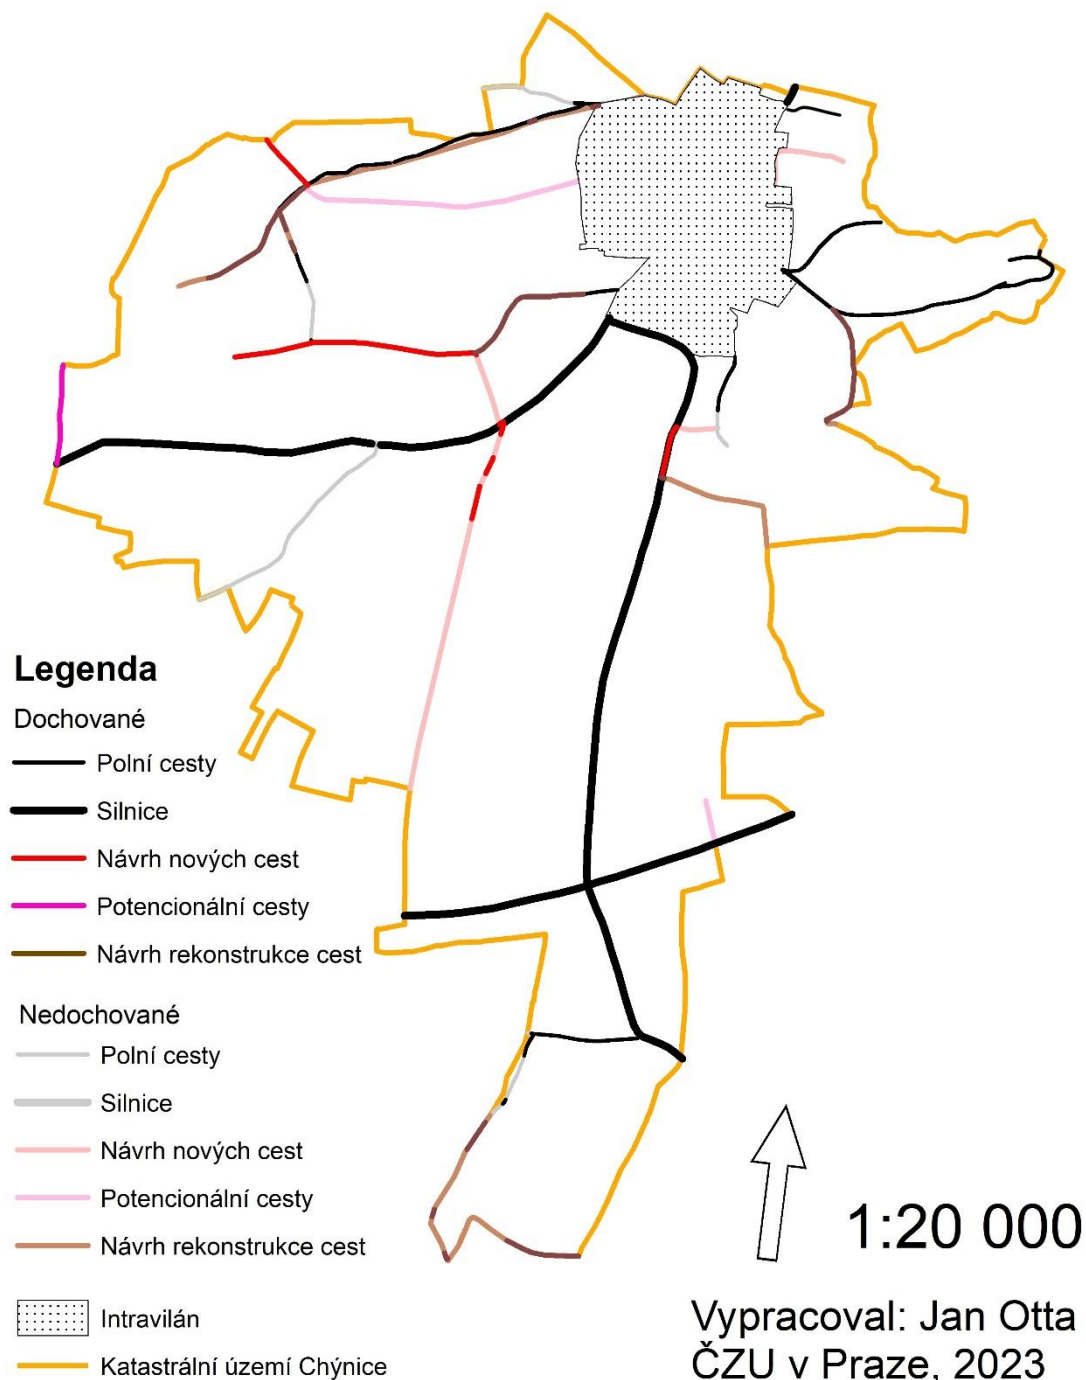 Legenda
Dochované
Polní cesty
Silnice
Návrh nových cest
Potencionální cesty
Návrh rekonstrukce cest
Nedochované
Polní cesty
Silnice
Návrh nových cest
Potencionální cesty
Návrh rekonstrukce cest
Intravilán
Katastrální území Chýnice
1:20 000
Vypracoval: Jan Otta
ČZU v Praze, 2023